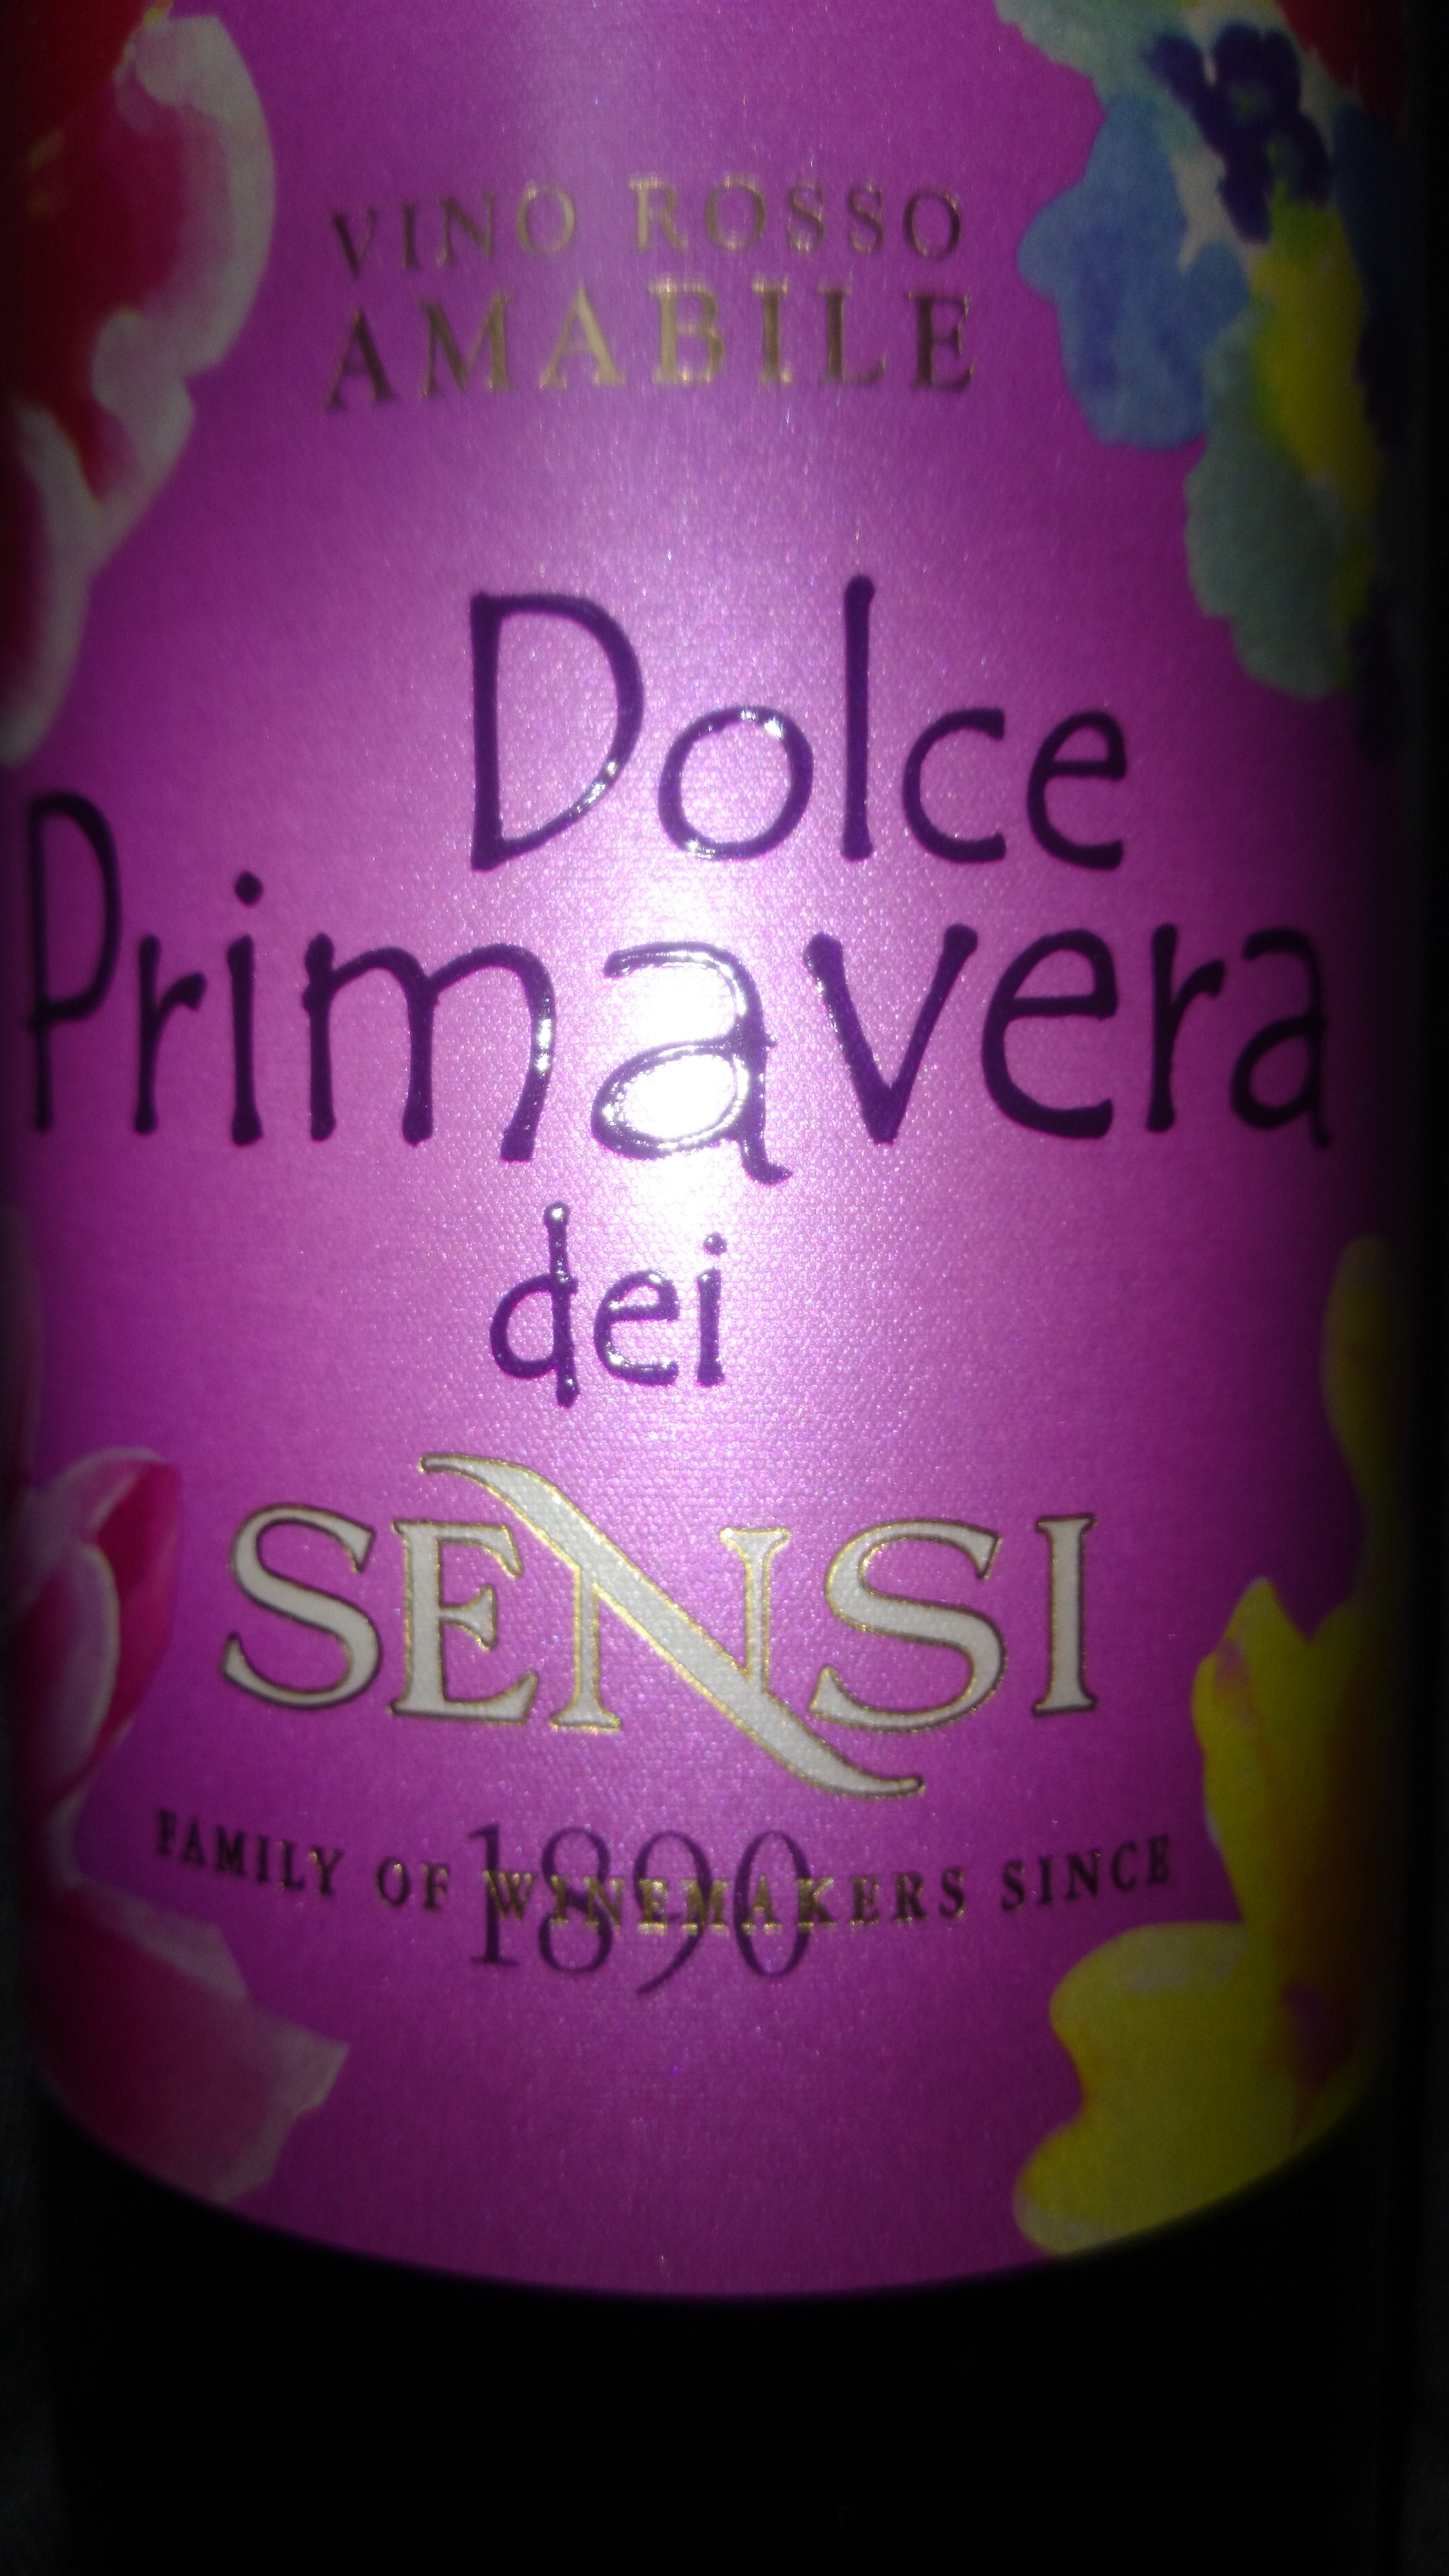 VINO ROSSO
AMABILE
Dolce
Primavera
dei
SENSI
FAMILY OF WINEMAKERS SINCE
1890